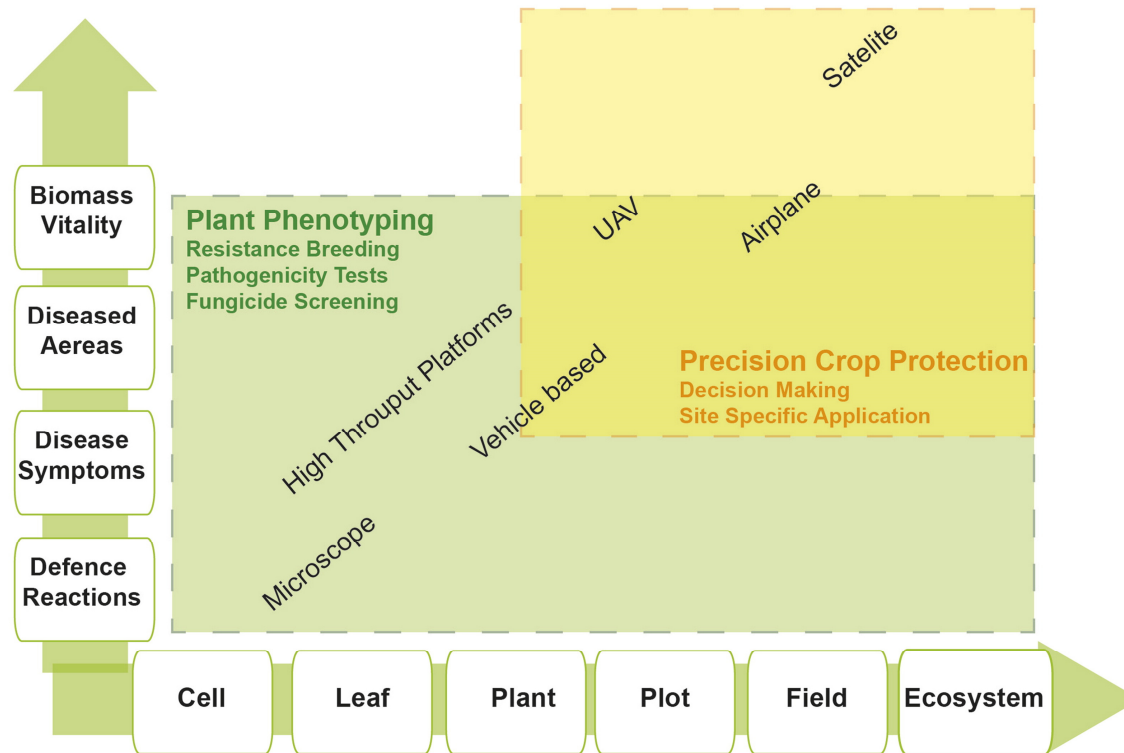 Satelite
Biomass
Vitality
Plant Phenotyping
Resistance Breeding
Pathogenicity Tests
Fungicide Screening
UAV
Airplane
Diseased
Aereas
High Throuput Platforms
Vehicle based
Precision Crop Protection
Decision Making
Site Specific Application
Disease
Symptoms
Microscope
Defence
Reactions
Cell
Leaf
Plant
Plot
Field
Ecosystem